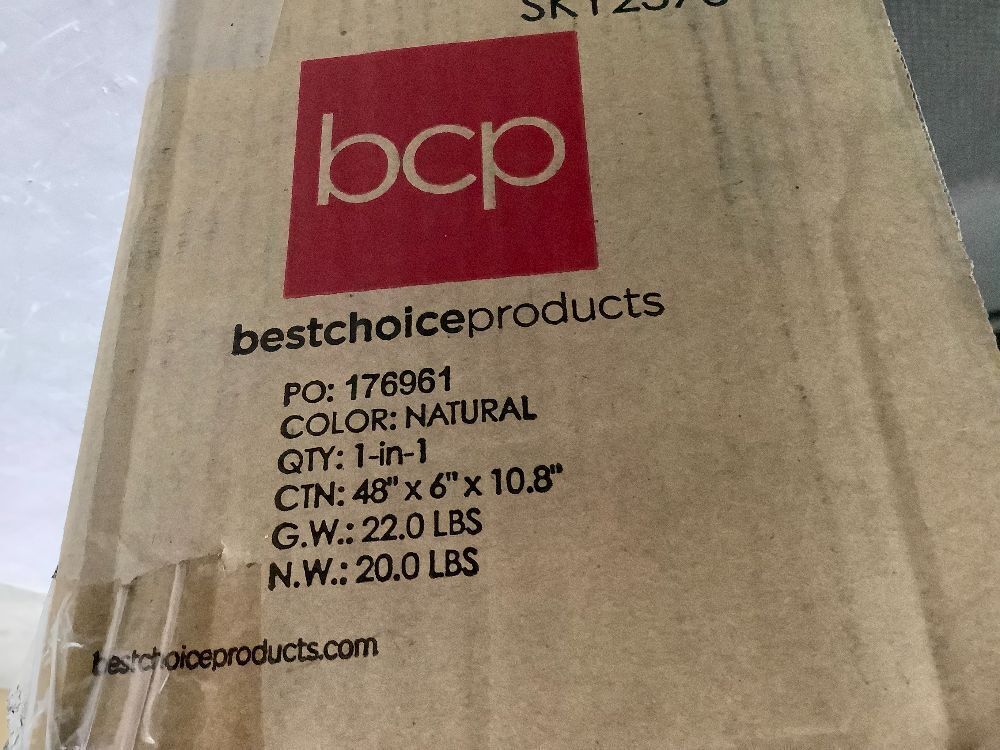 bcp
bestchoiceproducts
PO: 176961
COLOR: NATURAL
QTY: 1-in-1
CTN: 48" x 6" x 10.8"
G.W.: 22.0 LBS
N.W.: 20.0 LBS
bestchoiceproducts.com